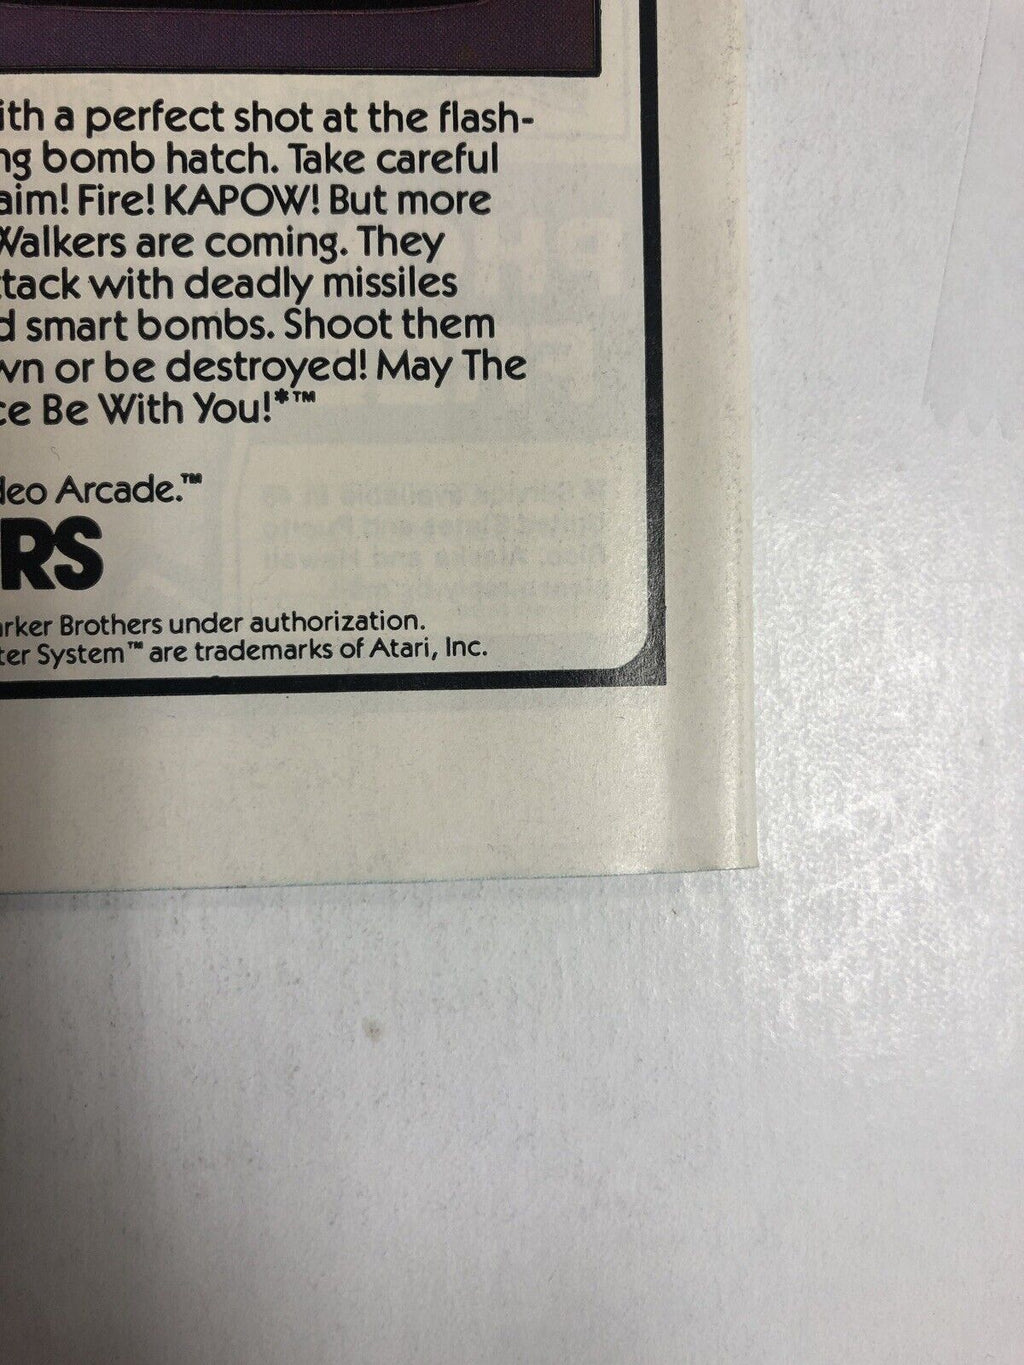 ith a perfect shot at the flash-
ng bomb hatch. Take careful
aim! Fire! KAPOW! But more
Walkers are coming. They
ttack with deadly missiles
d smart bombs. Shoot them
wn or be destroyed! May The
ce Be With You!*™
deo Arcade.™
RS
arker Brothers under authorization.
ter System™ are trademarks of Atari, Inc.